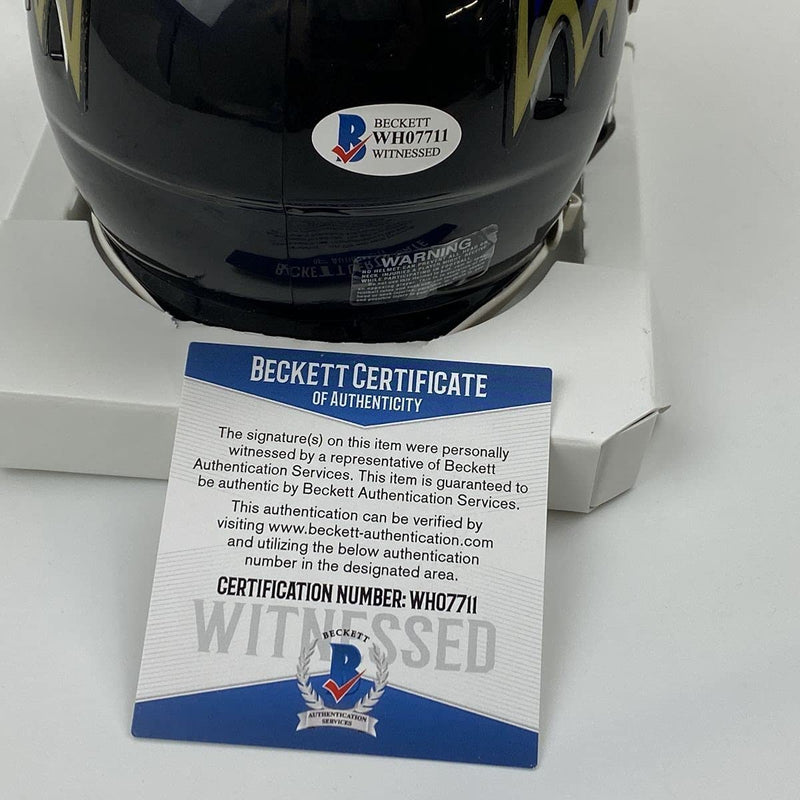 BECKETT
WH07711
WITNESSED
WARNING
BECKETT CERTIFICATE
OF AUTHENTICITY
The signature(s) on this item were personally
witnessed by a representative of Beckett
Authentication Services. This item is guaranteed to
be authentic by Beckett Authentication Services.
This authentication can be verified by
visiting www.beckett-authentication.com
and utilizing the below authentication
number in the designated area.
CERTIFICATION NUMBER: WH07711
WITNESSED
BECKETT
AUTHENTICATION
SERVICES